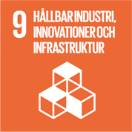 9 HÅLLBAR INDUSTRI,
INNOVATIONER OCH
INFRASTRUKTUR